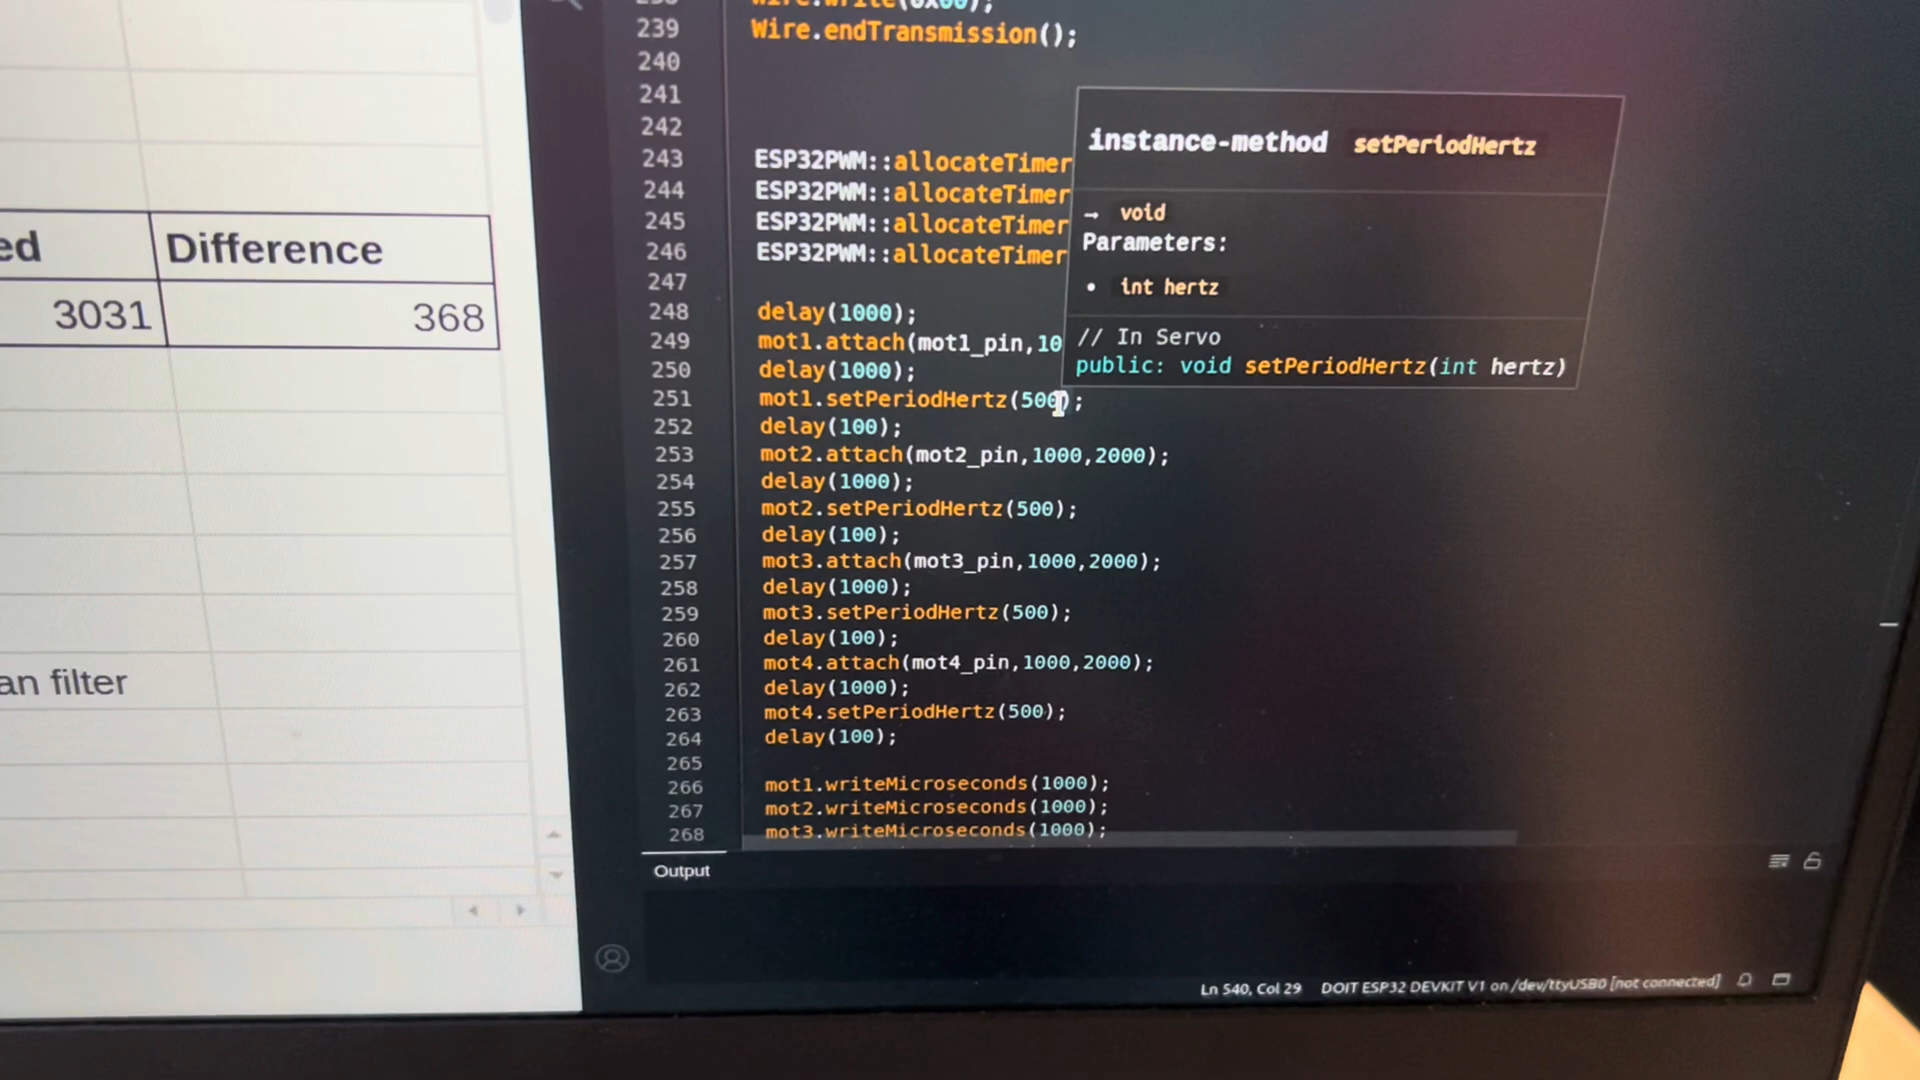 ed
Difference
3031
368
an filter
Wire.write(0x00);
239 Wire.endTransmission();
240
241
242
243 ESP32PWM::allocateTimer
244 ESP32PWM::allocateTimer
245 ESP32PWM::allocateTimer
246 ESP32PWM::allocateTimer
247
248 delay(1000);
249 mot1.attach(mot1_pin,10
250 delay(1000);
251 mot1.setPeriodHertz(500);
252 delay(100);
253 mot2.attach(mot2_pin,1000,2000);
254 delay(1000);
255 mot2.setPeriodHertz(500);
256 delay(100);
257 mot3.attach(mot3_pin,1000,2000);
258 delay(1000);
259 mot3.setPeriodHertz(500);
260 delay(100);
261 mot4.attach(mot4_pin,1000,2000);
262 delay(1000);
263 mot4.setPeriodHertz(500);
264 delay(100);
265
266 mot1.writeMicroseconds(1000);
267 mot2.writeMicroseconds(1000);
268 mot3.writeMicroseconds(1000);
instance-method setPeriodHertz
→ void
Parameters:
• int hertz
// In Servo
public: void setPeriodHertz(int hertz)
Output
Ln 540, Col 29 DOIT ESP32 DEVKIT V1 on /dev/ttyUSB0 [not connected]